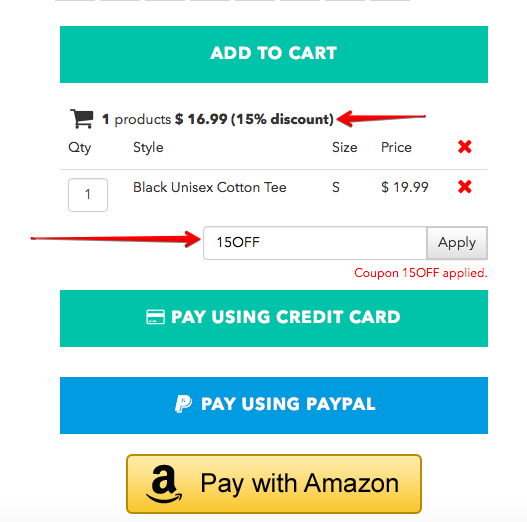 ADD TO CART
1 products $ 16.99 (15% discount)
Qty Style Size Price
1 Black Unisex Cotton Tee S $ 19.99
15OFF Apply
Coupon 15OFF applied.
PAY USING CREDIT CARD
PAY USING PAYPAL
a Pay with Amazon